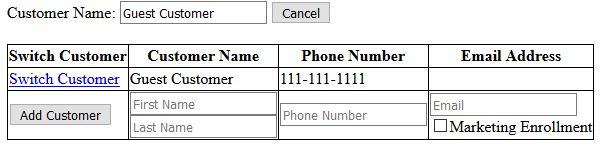 Customer Name: Guest Customer Cancel
Switch Customer Customer Name Phone Number Email Address
Switch Customer Guest Customer 111-111-1111
Add Customer First Name Phone Number Email
Last Name Marketing Enrollment